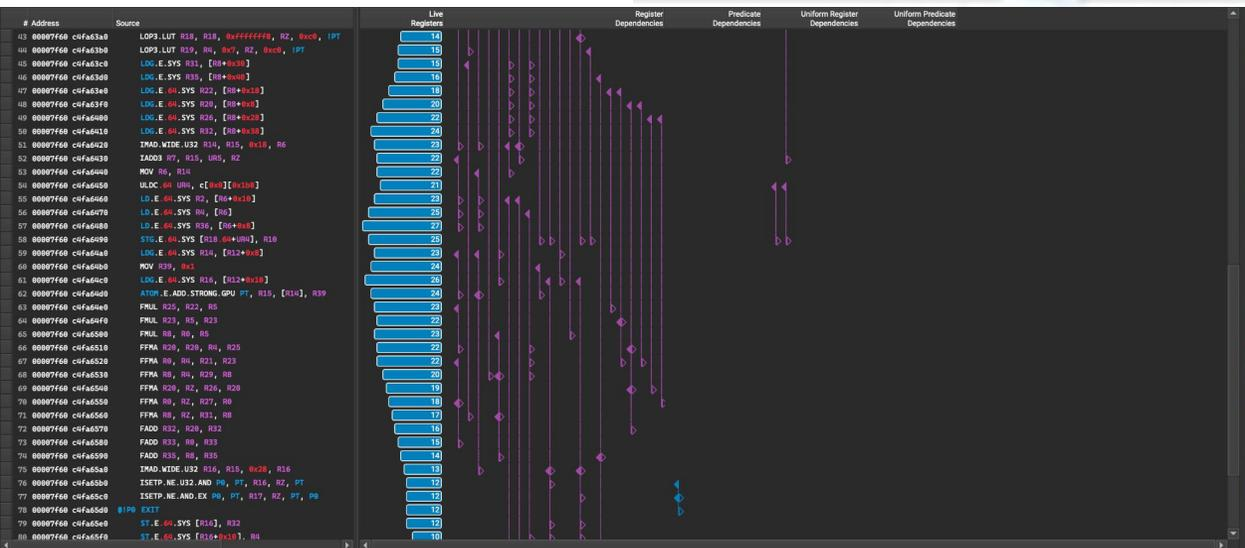 # Address Source Live Registers Register Dependencies Predicate Dependencies Uniform Register Dependencies Uniform Predicate Dependencies
43 00007f60 c4fa63a0 LOP3.LUT R18, R18, 0xfffffff8, RZ, 0xc0, !PT 14
44 00007f60 c4fa63b0 LOP3.LUT R19, R4, 0x7, RZ, 0xc0, !PT 15
45 00007f60 c4fa63c0 LDG.E.SYS R31, [R8+0x30] 15
46 00007f60 c4fa63d0 LDG.E.SYS R35, [R8+0x40] 16
47 00007f60 c4fa63e0 LDG.E.64.SYS R22, [R8+0x18] 18
48 00007f60 c4fa63f0 LDG.E.64.SYS R20, [R8+0x8] 20
49 00007f60 c4fa6400 LDG.E.64.SYS R26, [R8+0x28] 22
50 00007f60 c4fa6410 LDG.E.64.SYS R32, [R8+0x38] 24
51 00007f60 c4fa6420 IMAD.WIDE.U32 R14, R15, 0x18, R6 23
52 00007f60 c4fa6430 IADD3 R7, R15, UR5, RZ 22
53 00007f60 c4fa6440 MOV R6, R14 22
54 00007f60 c4fa6450 ULDC.64 UR4, c[0x0][0x1b0] 21
55 00007f60 c4fa6460 LD.E.64.SYS R2, [R6+0x10] 23
56 00007f60 c4fa6470 LD.E.64.SYS R4, [R6] 25
57 00007f60 c4fa6480 LD.E.64.SYS R36, [R6+0x8] 27
58 00007f60 c4fa6490 STG.E.64.SYS [R18.64+UR4], R10 25
59 00007f60 c4fa64a0 LDG.E.64.SYS R14, [R12+0x8] 23
60 00007f60 c4fa64b0 MOV R39, 0x1 24
61 00007f60 c4fa64c0 LDG.E.64.SYS R16, [R12+0x10] 26
62 00007f60 c4fa64d0 ATOM.E.ADD.STRONG.GPU PT, R15, [R14], R39 24
63 00007f60 c4fa64e0 FMUL R25, R22, R5 23
64 00007f60 c4fa64f0 FMUL R23, R5, R23 22
65 00007f60 c4fa6500 FMUL R8, R0, R5 23
66 00007f60 c4fa6510 FFMA R20, R20, R4, R25 22
67 00007f60 c4fa6520 FFMA R0, R4, R21, R23 22
68 00007f60 c4fa6530 FFMA R8, R4, R29, R8 20
69 00007f60 c4fa6540 FFMA R20, RZ, R26, R20 19
70 00007f60 c4fa6550 FFMA R0, RZ, R27, R0 18
71 00007f60 c4fa6560 FFMA R8, RZ, R31, R8 17
72 00007f60 c4fa6570 FADD R32, R20, R32 16
73 00007f60 c4fa6580 FADD R33, R0, R33 15
74 00007f60 c4fa6590 FADD R35, R8, R35 14
75 00007f60 c4fa65a0 IMAD.WIDE.U32 R16, R15, 0x28, R16 13
76 00007f60 c4fa65b0 ISETP.NE.U32.AND P0, PT, R16, RZ, PT 12
77 00007f60 c4fa65c0 ISETP.NE.AND.EX P0, PT, R17, RZ, PT, P0 12
78 00007f60 c4fa65d0 @!P0 EXIT 12
79 00007f60 c4fa65e0 ST.E.64.SYS [R16], R32 12
80 00007f60 c4fa65f0 ST.E.64.SYS [R16+0x10], R4 10